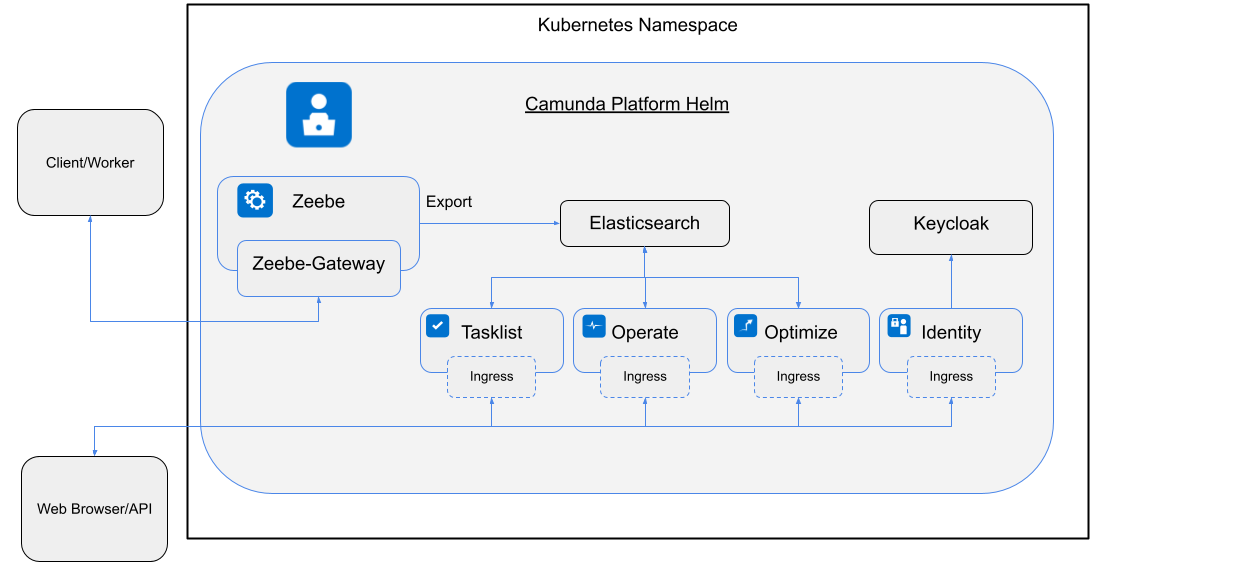 Kubernetes Namespace
Camunda Platform Helm
Client/Worker
Zeebe
Export
Zeebe-Gateway
Elasticsearch
Keycloak
Tasklist
Operate
Optimize
Identity
Ingress
Ingress
Ingress
Ingress
Web Browser/API